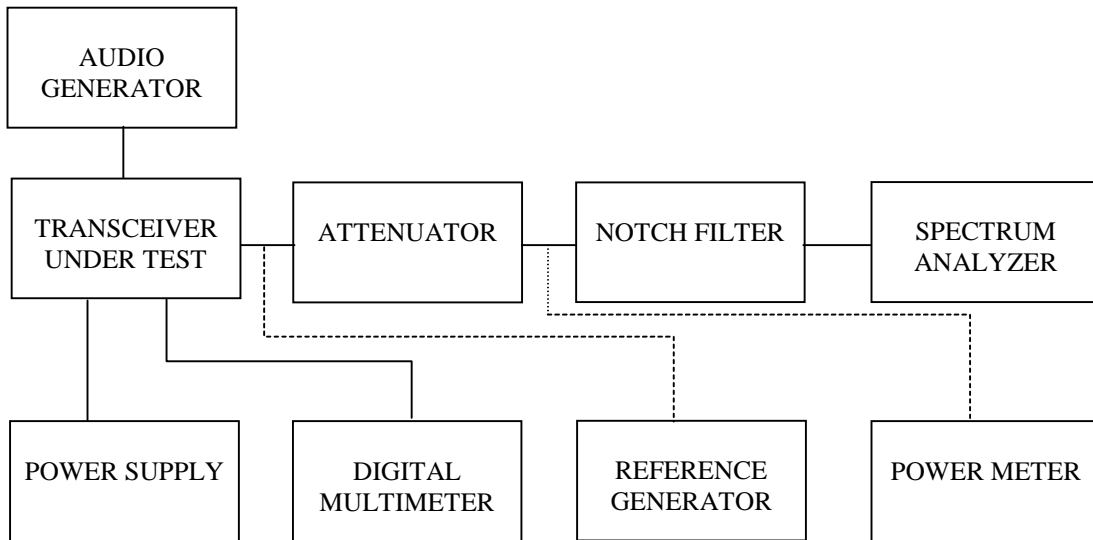 AUDIO
GENERATOR
TRANSCEIVER
UNDER TEST
ATTENUATOR
NOTCH FILTER
SPECTRUM
ANALYZER
POWER SUPPLY
DIGITAL
MULTIMETER
REFERENCE
GENERATOR
POWER METER